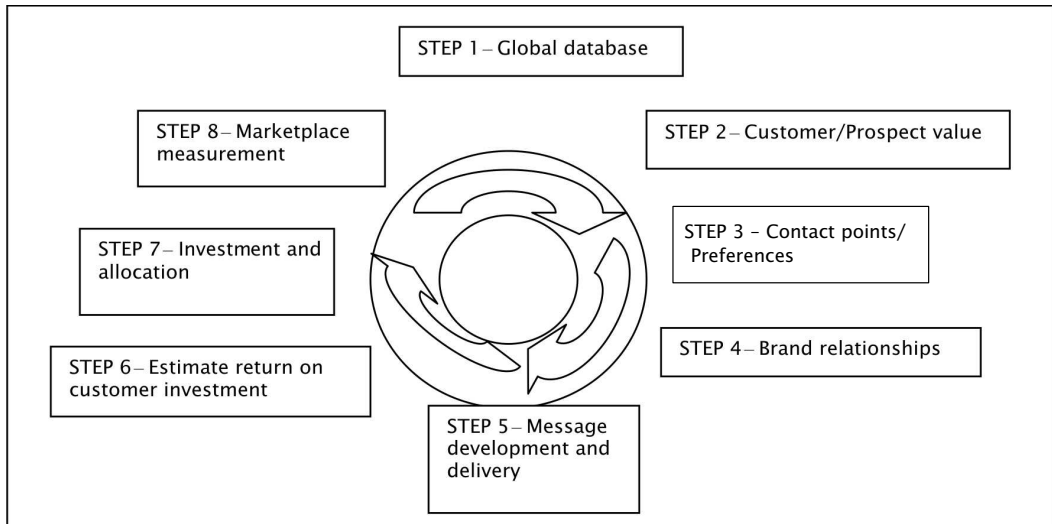 STEP 1– Global database
STEP 8– Marketplace
measurement
STEP 2– Customer/Prospect value
STEP 3 – Contact points/
Preferences
STEP 7– Investment and
allocation
STEP 4– Brand relationships
STEP 6– Estimate return on
customer investment
STEP 5– Message
development and
delivery